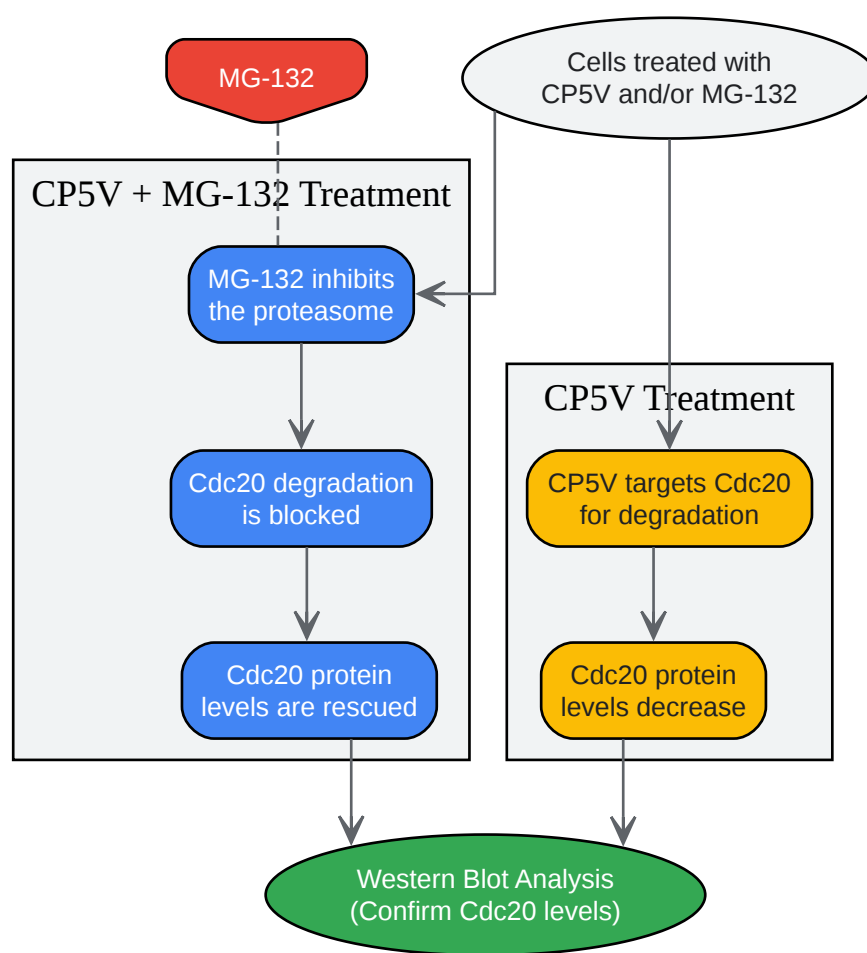 MG-132
Cells treated with
CP5V and/or MG-132
CP5V + MG-132 Treatment
MG-132 inhibits
the proteasome
CP5V Treatment
Cdc20 degradation
is blocked
CP5V targets Cdc20
for degradation
Cdc20 protein
levels are rescued
Cdc20 protein
levels decrease
Western Blot Analysis
(Confirm Cdc20 levels)